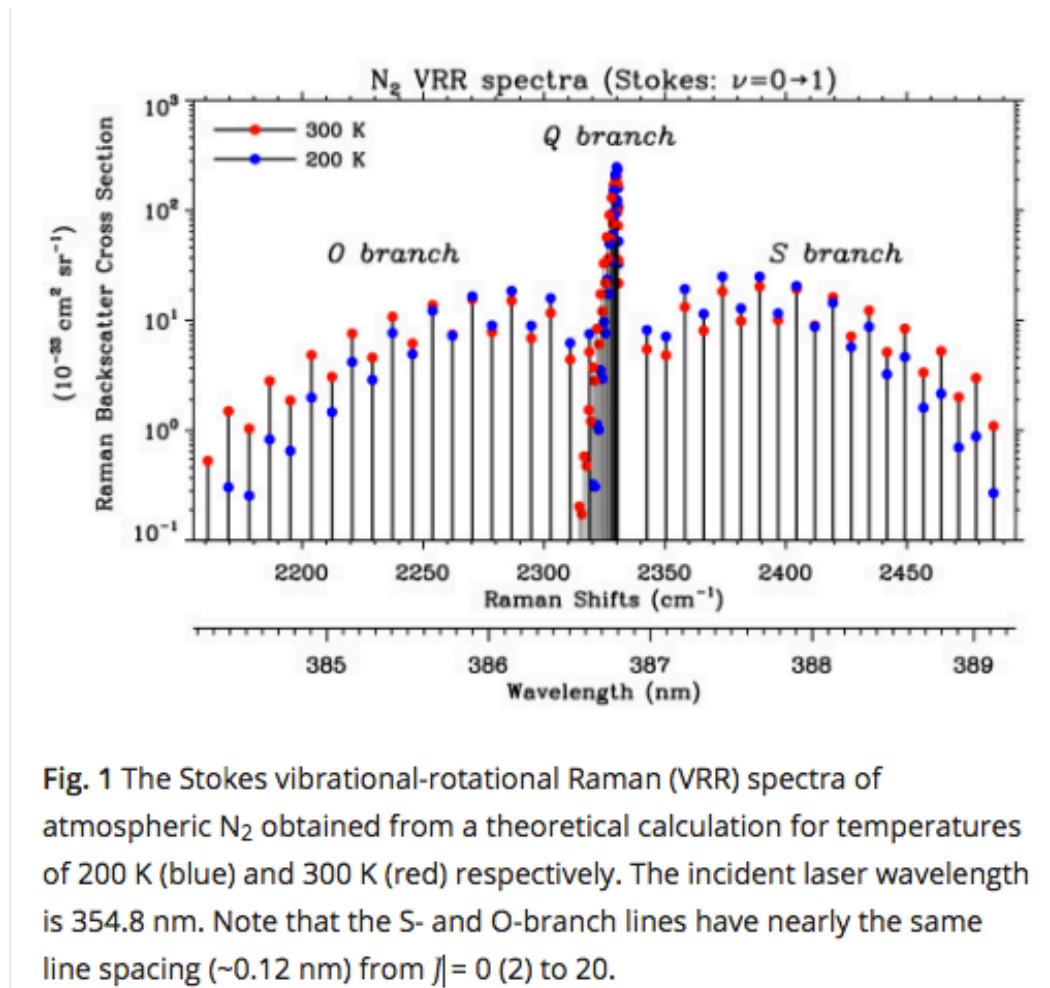 N₂ VRR spectra (Stokes: ν=0→1)
10³
300 K
200 K
Q branch
O branch
S branch
10²
10¹
10⁰
10⁻¹
Raman Backscatter Cross Section
(10⁻³³ cm² sr⁻¹)
2200 2250 2300 2350 2400 2450
Raman Shifts (cm⁻¹)
385 386 387 388 389
Wavelength (nm)
Fig. 1 The Stokes vibrational-rotational Raman (VRR) spectra of
atmospheric N₂ obtained from a theoretical calculation for temperatures
of 200 K (blue) and 300 K (red) respectively. The incident laser wavelength
is 354.8 nm. Note that the S- and O-branch lines have nearly the same
line spacing (~0.12 nm) from J = 0 (2) to 20.